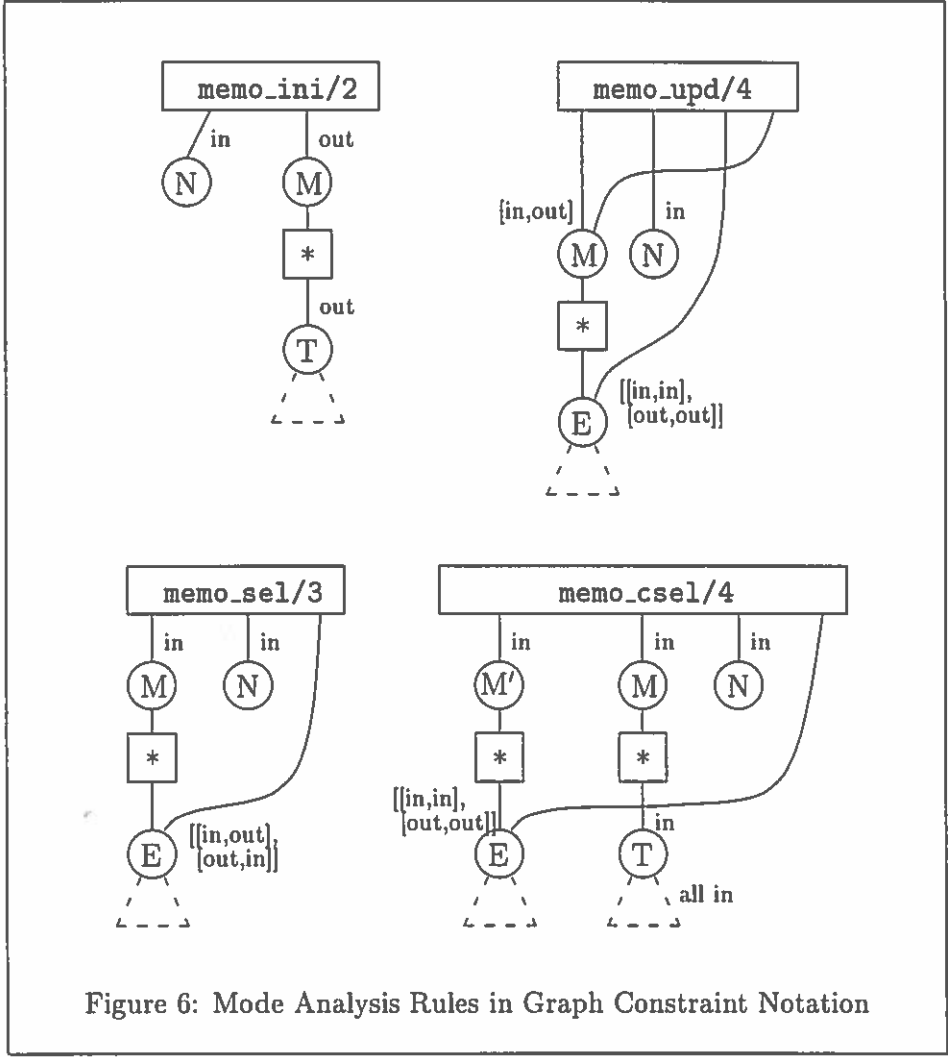 memo_ini/2
in
out
N
M
*
out
T
memo_upd/4
[in,out]
in
M
N
*
[[in,in],
[out,out]]
E
memo_sel/3
in
in
M
N
*
[[in,out],
[out,in]]
E
memo_csel/4
in
in
in
M′
M
N
*
*
[[in,in],
[out,out]]
in
E
T
all in
Figure 6: Mode Analysis Rules in Graph Constraint Notation